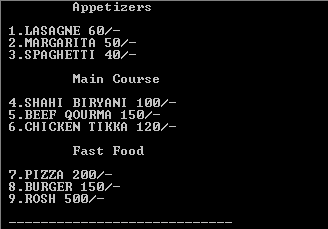 Appetizers
1.LASAGNE 60/-
2.MARGARITA 50/-
3.SPAGHETTI 40/-
Main Course
4.SHAHI BIRYANI 100/-
5.BEEF QOURMA 150/-
6.CHICKEN TIKKA 120/-
Fast Food
7.PIZZA 200/-
8.BURGER 150/-
9.ROSH 500/-
----------------------------